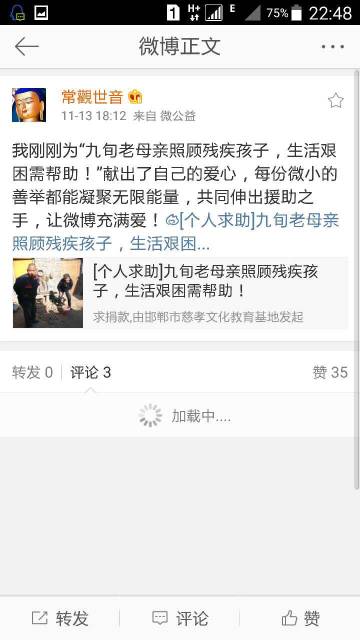 1 H+ E 75% 22:48
微博正文
常觀世音
11-13 18:12 来自 微公益
我刚刚为“九旬老母亲照顾残疾孩子，生活艰
困需帮助！”献出了自己的爱心，每份微小的
善举都能凝聚无限能量，共同伸出援助之
手，让微博充满爱！[个人求助]九旬老母亲
照顾残疾孩子，生活艰困...
[个人求助]九旬老母亲照顾残疾孩
子，生活艰困需帮助！
求捐款,由邯郸市慈孝文化教育基地发起
转发 0 评论 3 赞 35
加载中....
转发 评论 赞